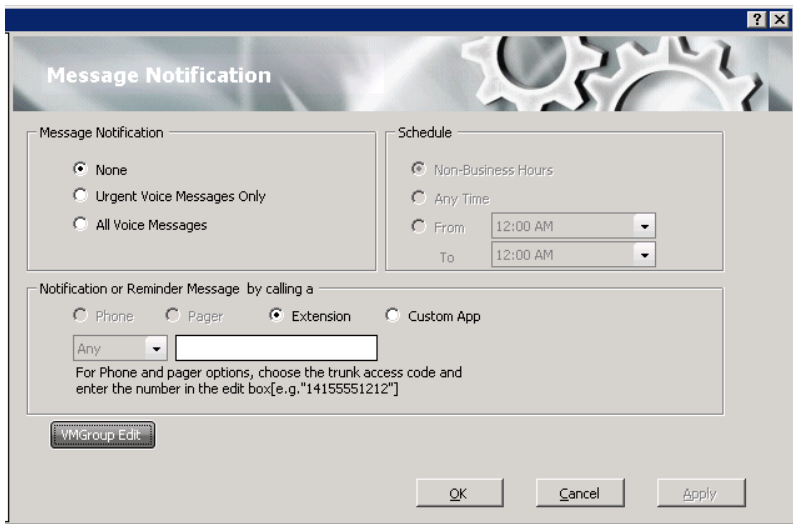 ? X
Message Notification
Message Notification
None
Urgent Voice Messages Only
All Voice Messages
Schedule
Non-Business Hours
Any Time
From 12:00 AM
To 12:00 AM
Notification or Reminder Message by calling a
Phone Pager Extension Custom App
Any
For Phone and pager options, choose the trunk access code and
enter the number in the edit box[e.g."14155551212"]
VMGroup Edit
OK Cancel Apply